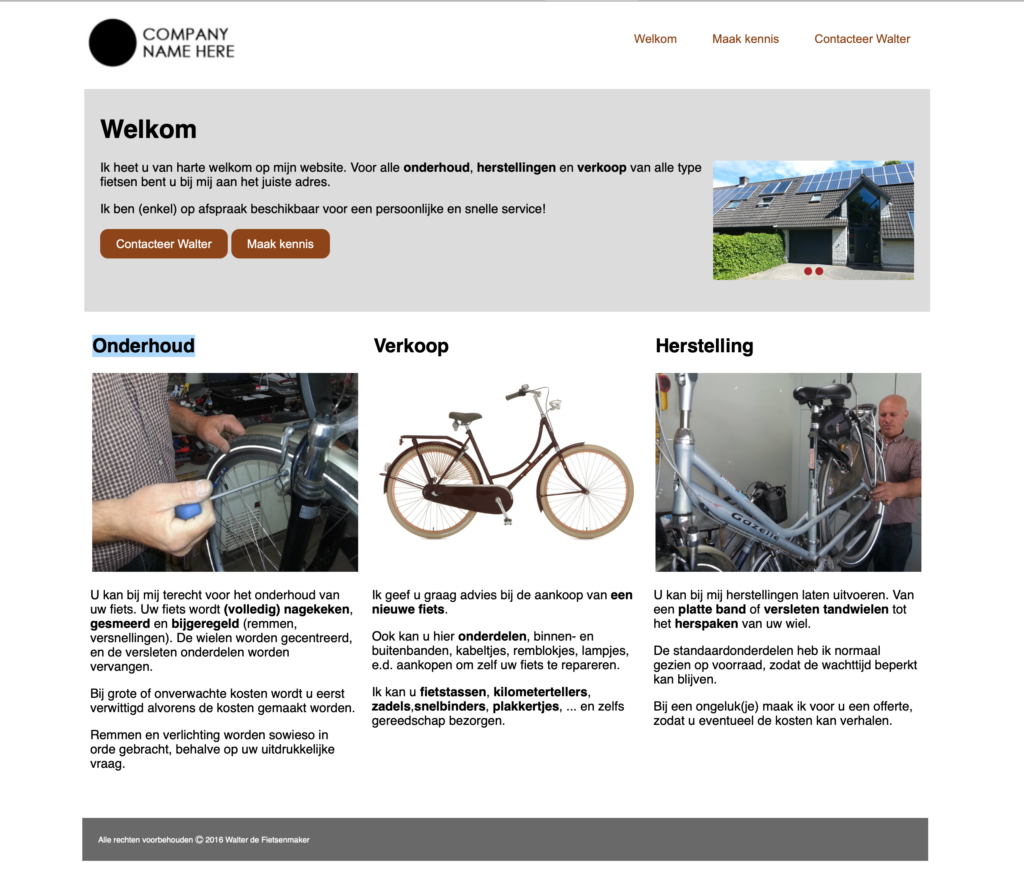 COMPANY
NAME HERE
Welkom
Maak kennis
Contacteer Walter
Welkom
Ik heet u van harte welkom op mijn website. Voor alle onderhoud, herstellingen en verkoop van alle type
fietsen bent u bij mij aan het juiste adres.
Ik ben (enkel) op afspraak beschikbaar voor een persoonlijke en snelle service!
Contacteer Walter
Maak kennis
Onderhoud
U kan bij mij terecht voor het onderhoud van
uw fiets. Uw fiets wordt (volledig) nagekeken,
gesmeerd en bijgeregeld (remmen,
versnellingen). De wielen worden gecentreerd,
en de versleten onderdelen worden
vervangen.
Bij grote of onverwachte kosten wordt u eerst
verwittigd alvorens de kosten gemaakt worden.
Remmen en verlichting worden sowieso in
orde gebracht, behalve op uw uitdrukkelijke
vraag.
Verkoop
Ik geef u graag advies bij de aankoop van een
nieuwe fiets.
Ook kan u hier onderdelen, binnen- en
buitenbanden, kabeltjes, remblokjes, lampjes,
e.d. aankopen om zelf uw fiets te repareren.
Ik kan u fietstassen, kilometertellers,
zadels,snelbinders, plakkertjes, ... en zelfs
gereedschap bezorgen.
Herstelling
Gazelle
U kan bij mij herstellingen laten uitvoeren. Van
een platte band of versleten tandwielen tot
het herspaken van uw wiel.
De standaardonderdelen heb ik normaal
gezien op voorraad, zodat de wachttijd beperkt
kan blijven.
Bij een ongeluk(je) maak ik voor u een offerte,
zodat u eventueel de kosten kan verhalen.
Alle rechten voorbehouden © 2016 Walter de Fietsenmaker